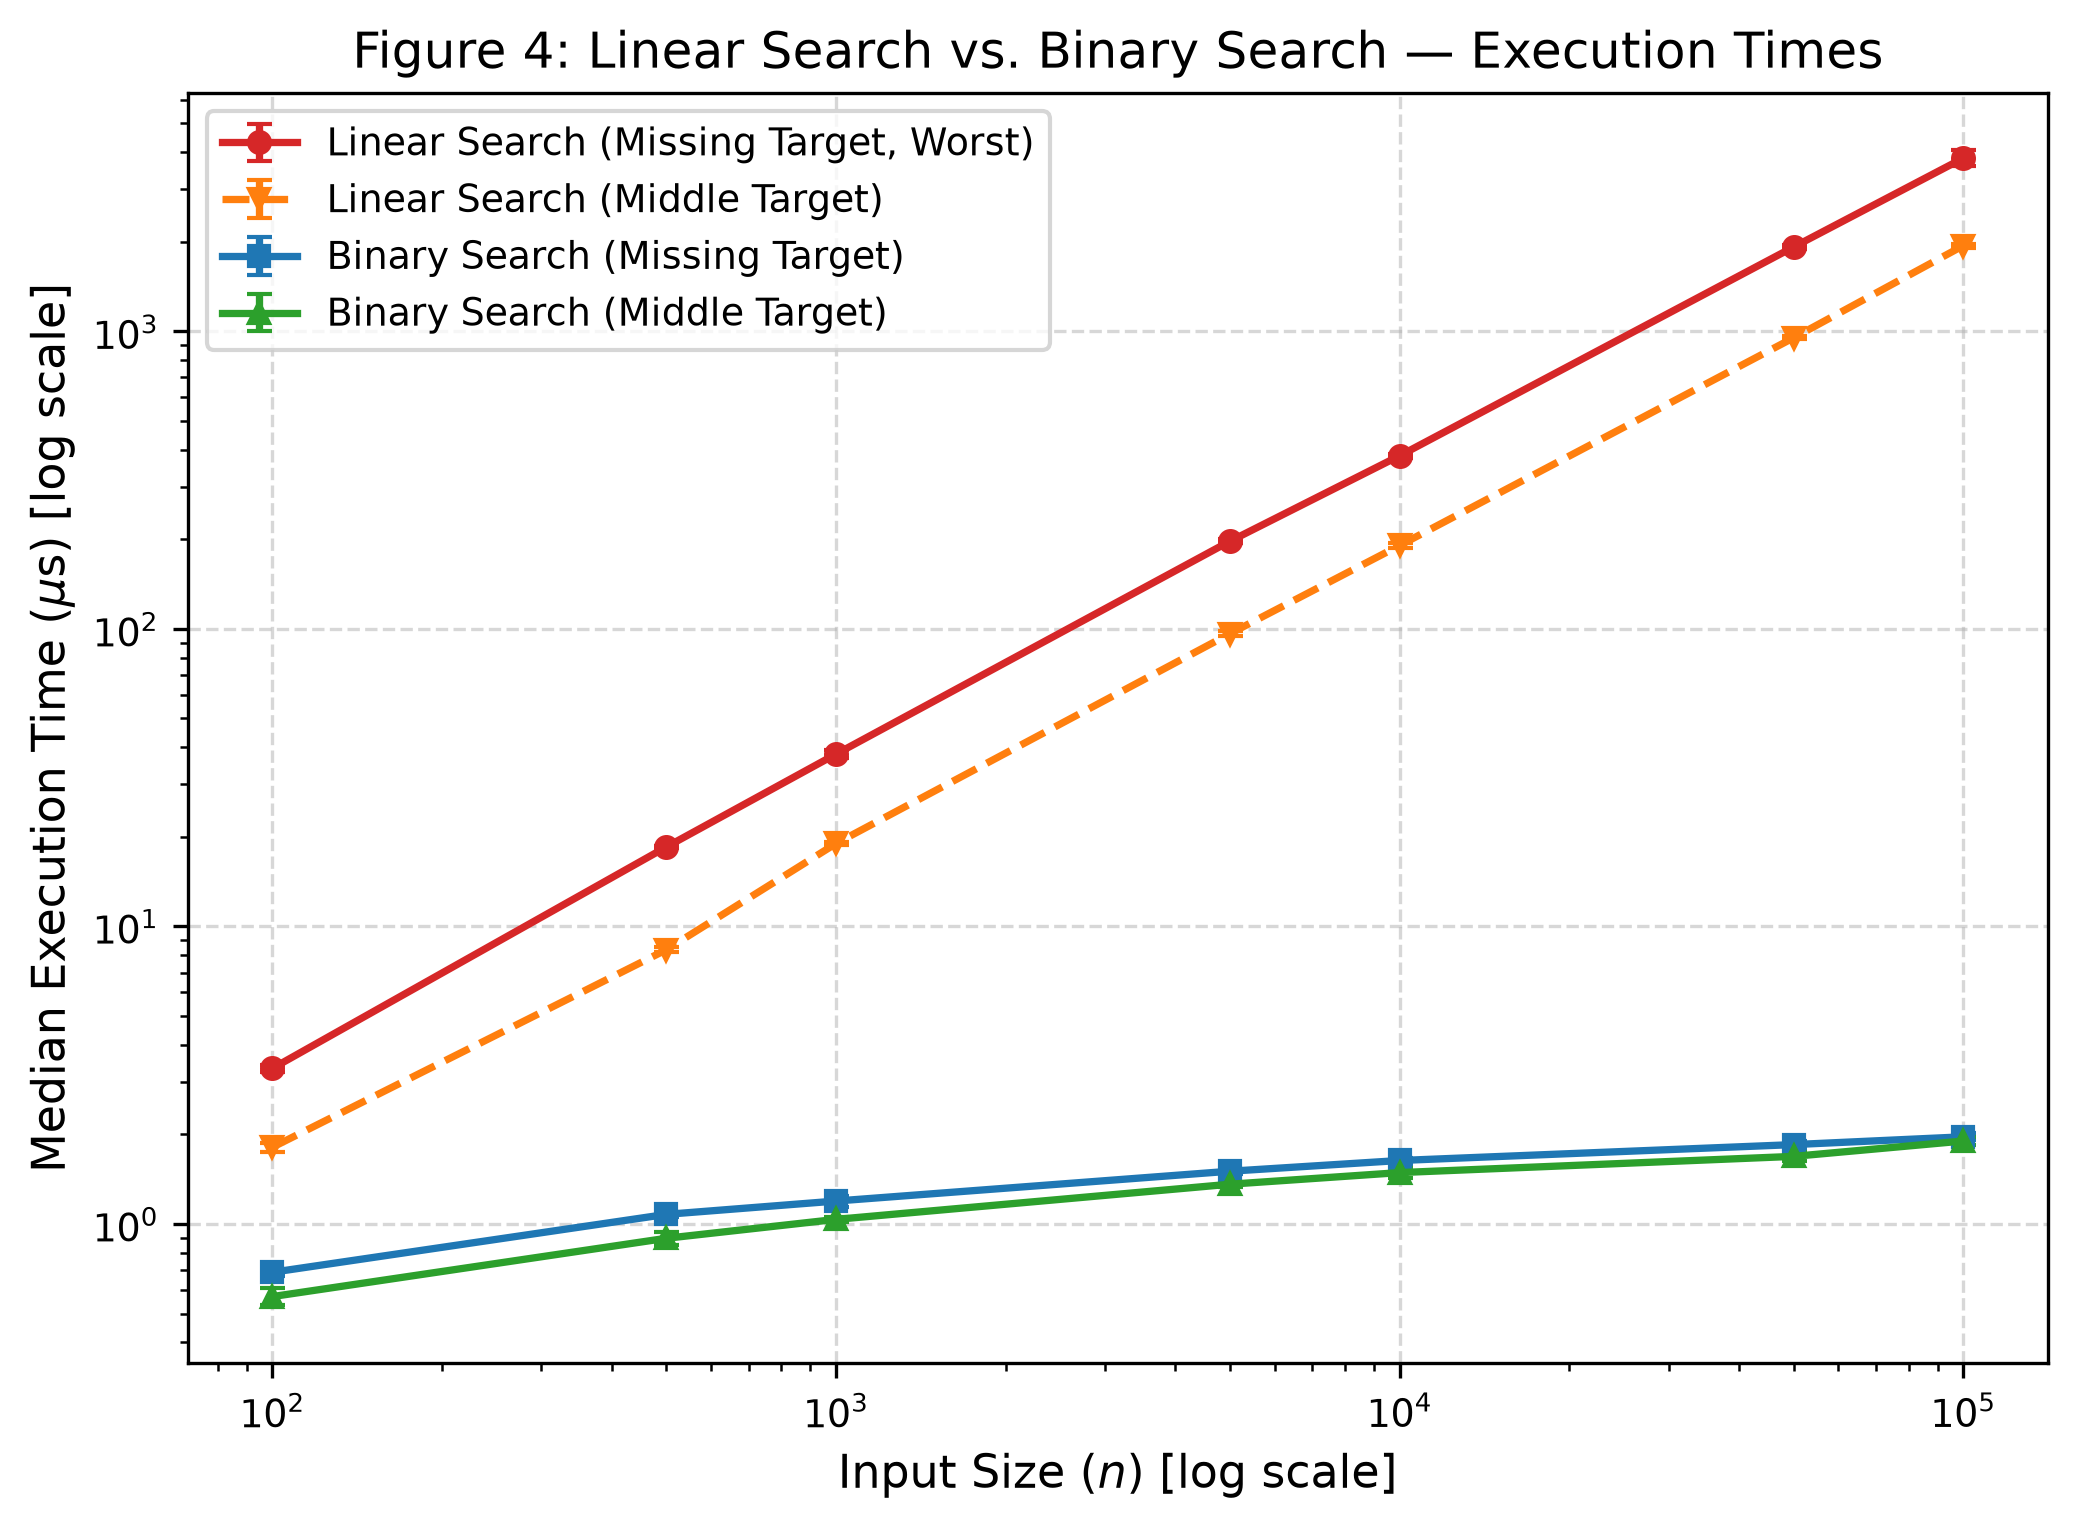 Figure 4: Linear Search vs. Binary Search — Execution Times
Linear Search (Missing Target, Worst)
Linear Search (Middle Target)
Binary Search (Missing Target)
Binary Search (Middle Target)
Median Execution Time (μs) [log scale]
10³
10²
10¹
10⁰
10² 10³ 10⁴ 10⁵
Input Size (n) [log scale]